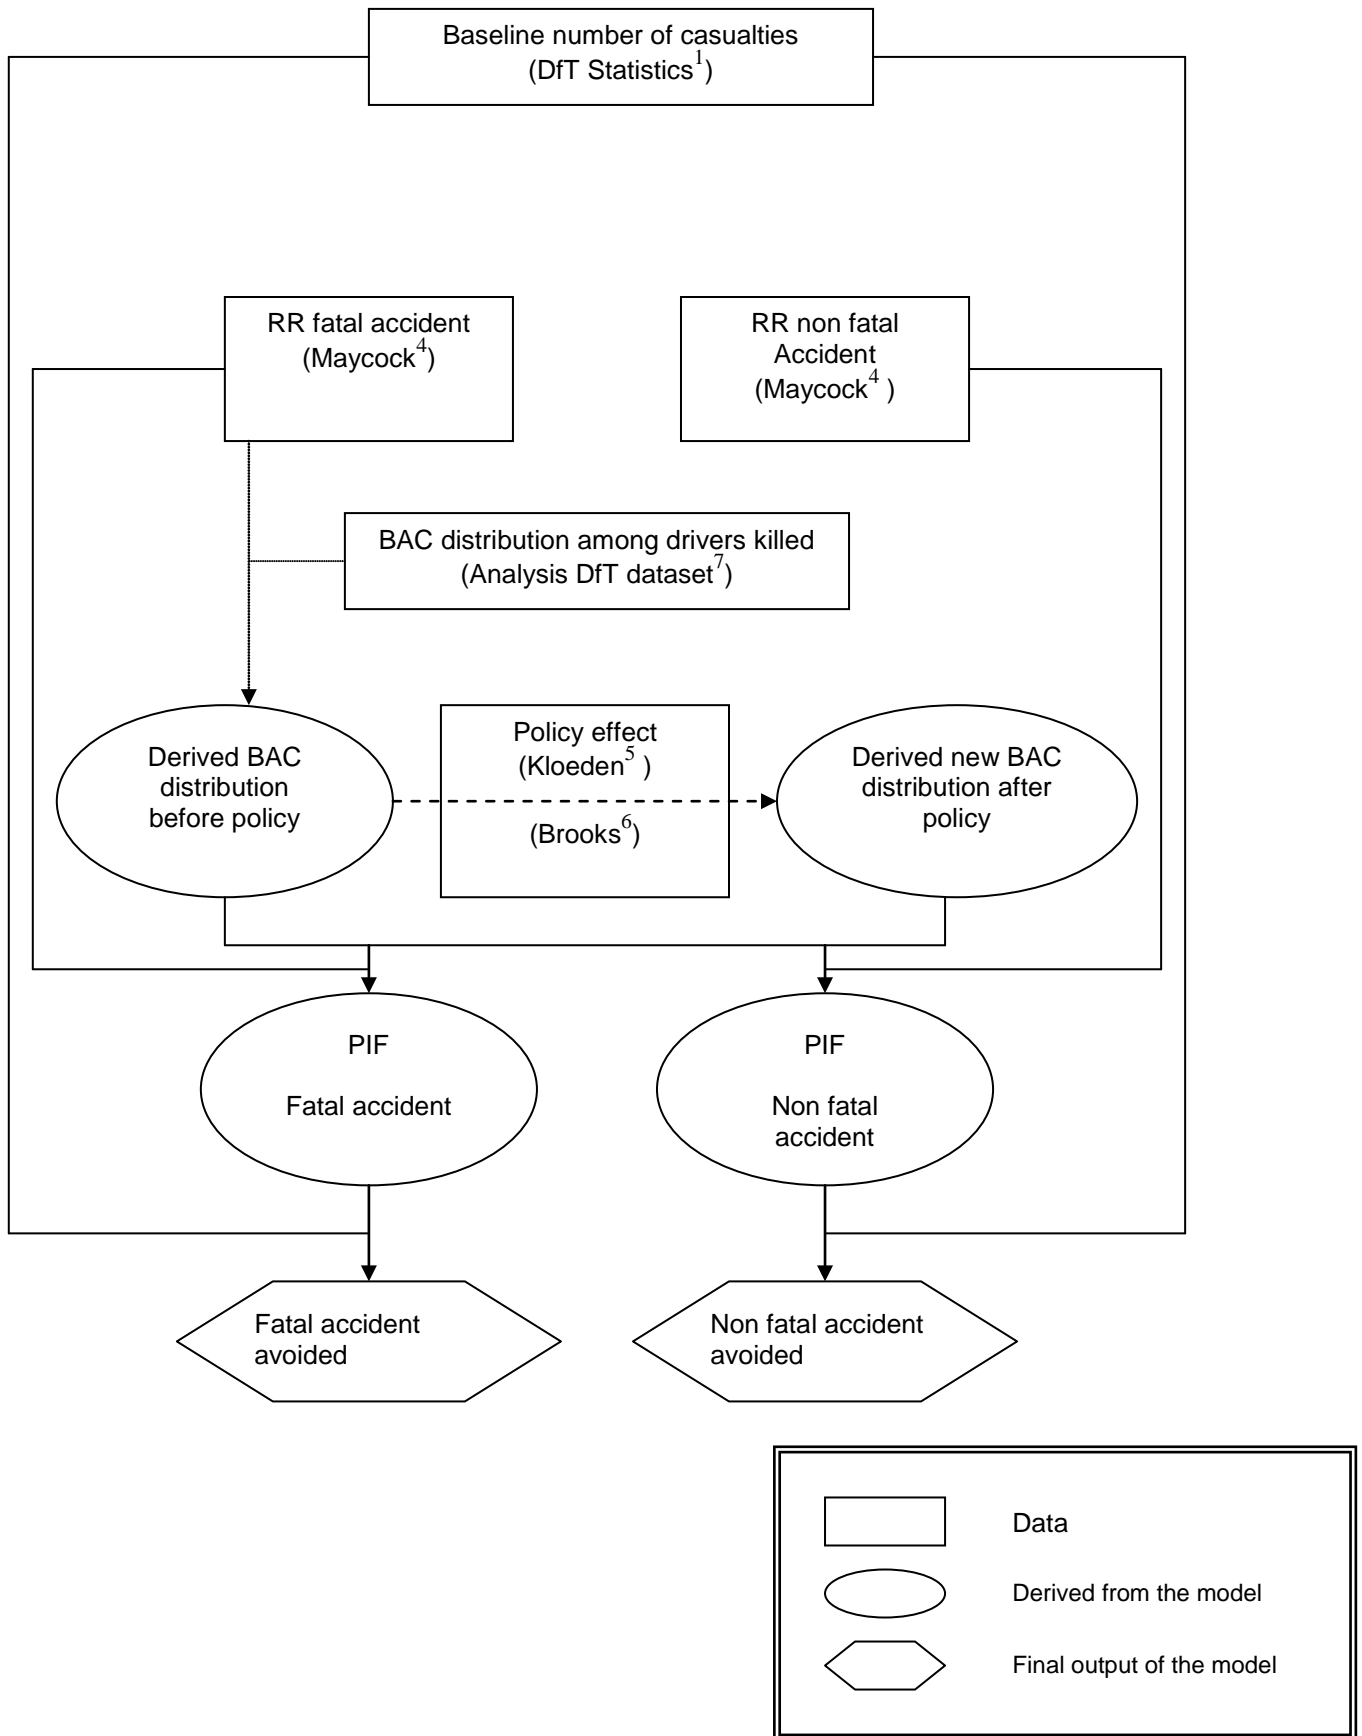 Baseline number of casualties
(DfT Statistics¹)
RR fatal accident
(Maycock⁴)
RR non fatal
Accident
(Maycock⁴ )
BAC distribution among drivers killed
(Analysis DfT dataset⁷)
Derived BAC
distribution
before policy
Policy effect
(Kloeden⁵ )
(Brooks⁶)
Derived new BAC
distribution after
policy
PIF
Fatal accident
PIF
Non fatal
accident
Fatal accident
avoided
Non fatal accident
avoided
Data
Derived from the model
Final output of the model